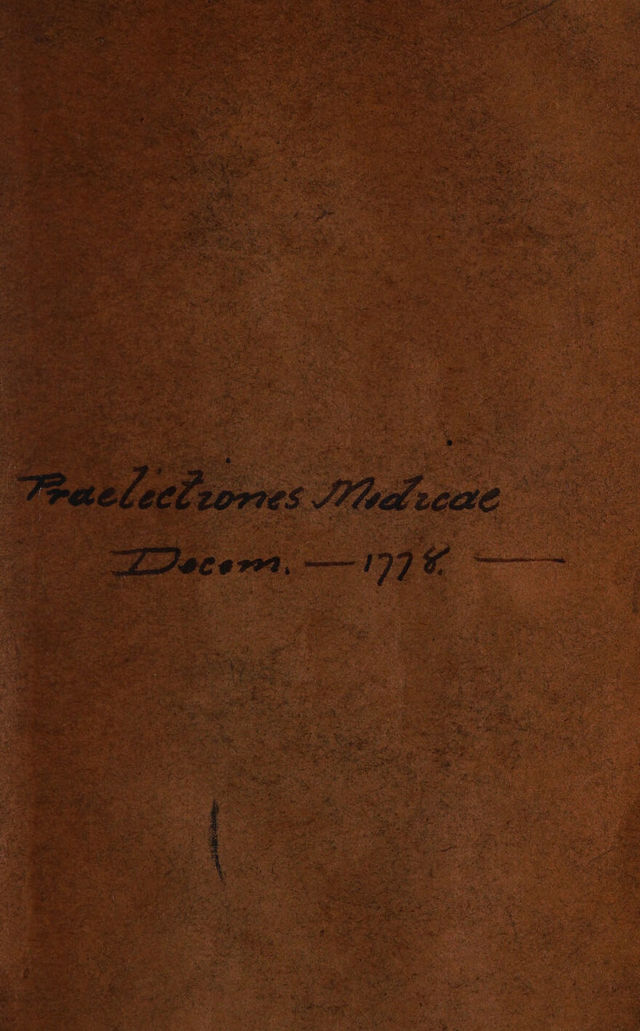 Praelectiones Medicae
Decem. — 1778. —